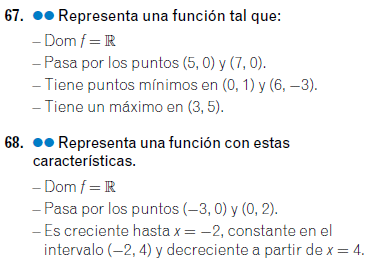 67. ●● Representa una función tal que:
– Dom f = ℝ
– Pasa por los puntos (5, 0) y (7, 0).
– Tiene puntos mínimos en (0, 1) y (6, −3).
– Tiene un máximo en (3, 5).
68. ●● Representa una función con estas
características.
– Dom f = ℝ
– Pasa por los puntos (−3, 0) y (0, 2).
– Es creciente hasta x = −2, constante en el
intervalo (−2, 4) y decreciente a partir de x = 4.